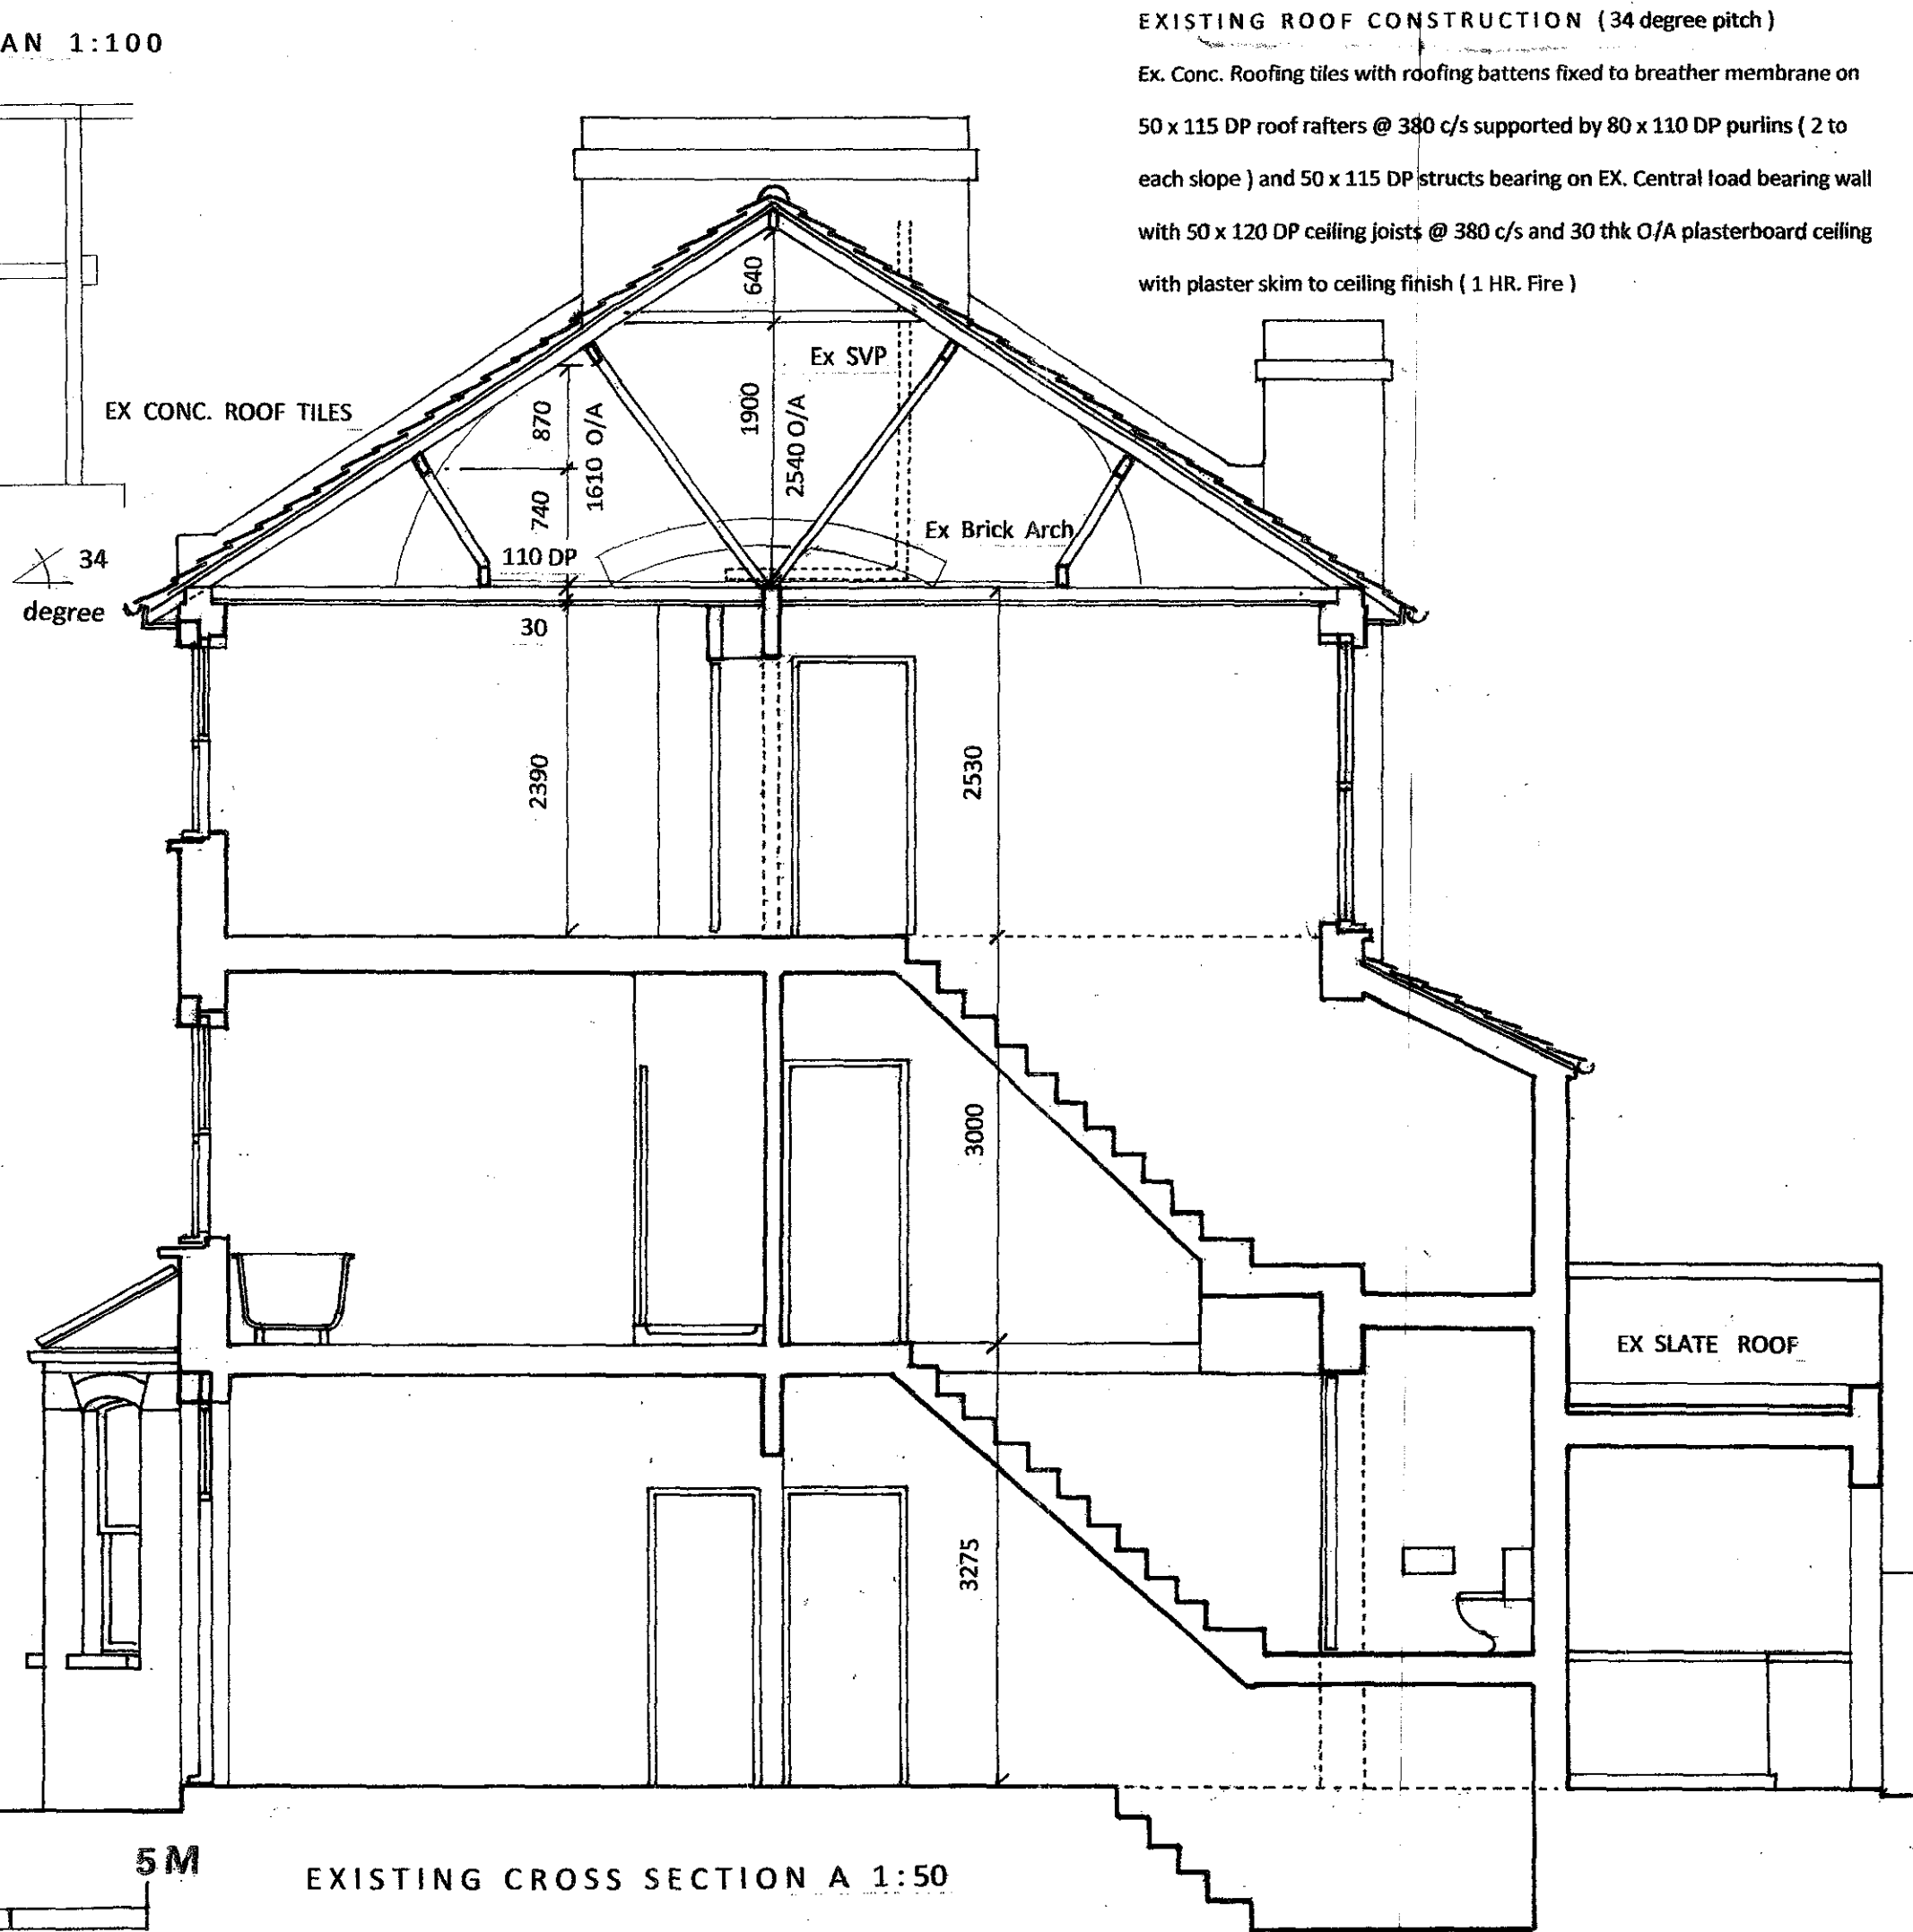 AN 1:100
EXISTING ROOF CONSTRUCTION ( 34 degree pitch )
Ex. Conc. Roofing tiles with roofing battens fixed to breather membrane on
50 x 115 DP roof rafters @ 380 c/s supported by 80 x 110 DP purlins ( 2 to
each slope ) and 50 x 115 DP structs bearing on EX. Central load bearing wall
with 50 x 120 DP ceiling joists @ 380 c/s and 30 thk O/A plasterboard ceiling
with plaster skim to ceiling finish ( 1 HR. Fire )
640
Ex SVP
EX CONC. ROOF TILES
870
1610 O/A
1900
2540 O/A
740
Ex Brick Arch
110 DP
34
degree
30
2390
2530
3000
EX SLATE ROOF
3275
5M
EXISTING CROSS SECTION A 1:50